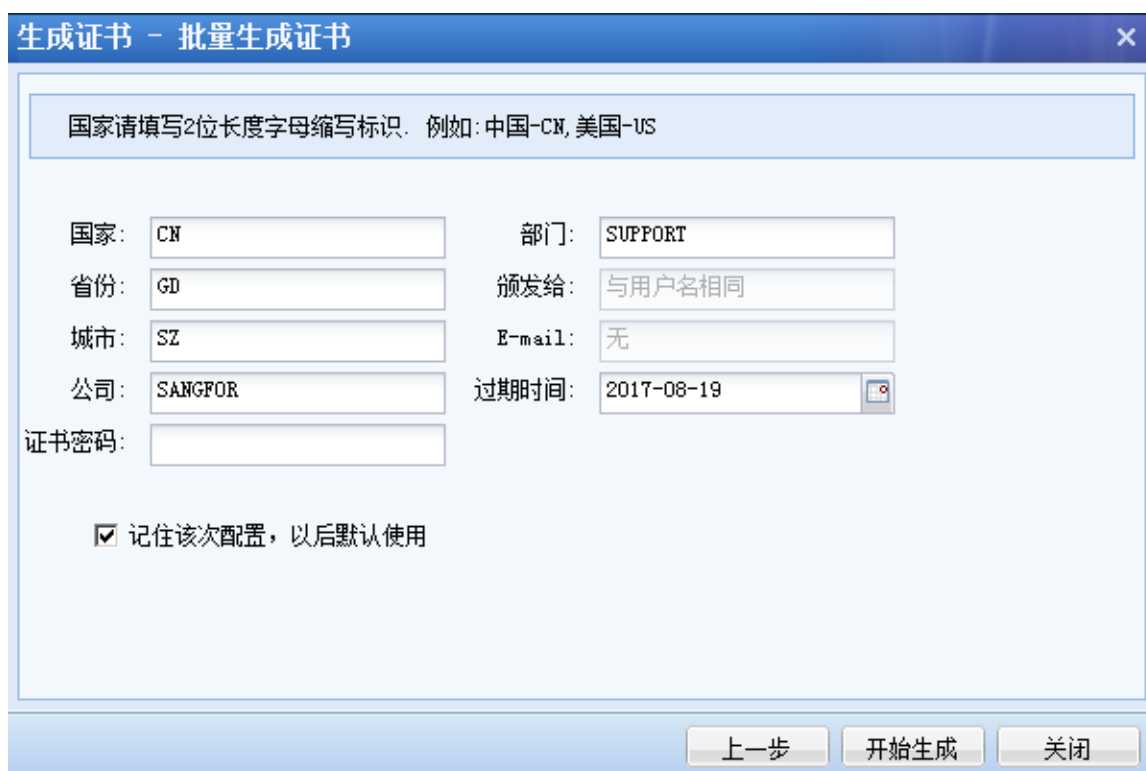 生成证书 - 批量生成证书
国家请填写2位长度字母缩写标识. 例如:中国-CN,美国-US
国家: CN 部门: SUPPORT
省份: GD 颁发给: 与用户名相同
城市: SZ E-mail: 无
公司: SANGFOR 过期时间: 2017-08-19
证书密码:
记住该次配置，以后默认使用
上一步 开始生成 关闭